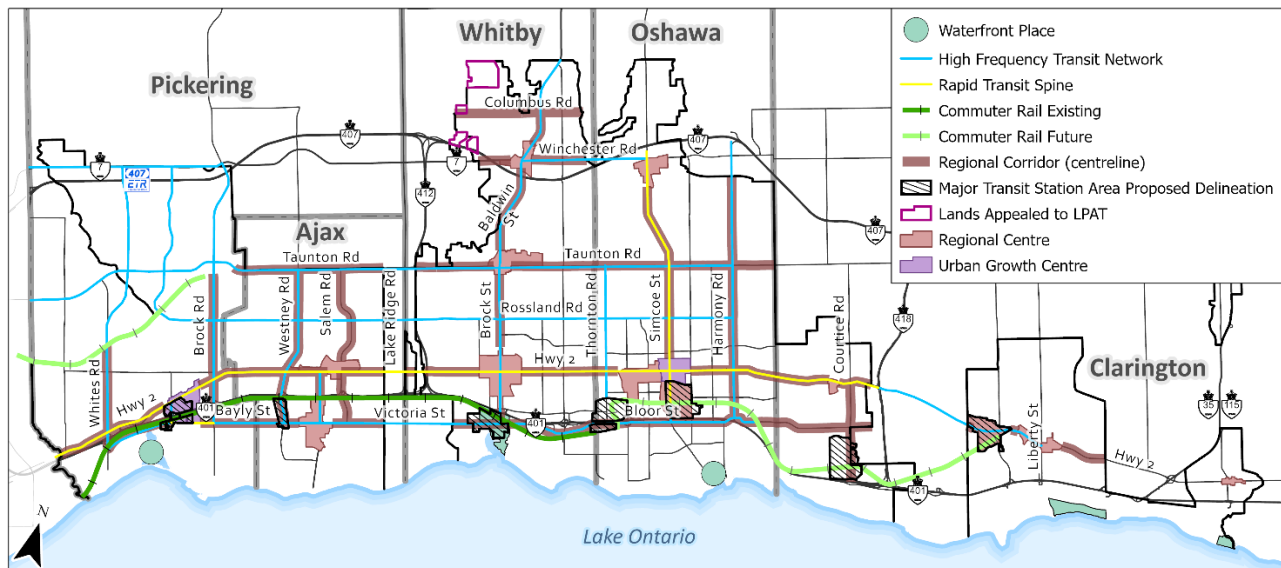 Whitby
Oshawa
Pickering
Ajax
Clarington
Columbus Rd
Winchester Rd
Baldwin
St
Taunton Rd
Taunton Rd
Rossland Rd
Hwy 2
Hwy 2
Hwy 2
Whites Rd
Brock Rd
Westney Rd
Salem Rd
Lake Ridge Rd
Brock St
Thornton Rd
Simcoe St
Harmony Rd
Courtice Rd
Liberty St
Bayly St
Victoria St
Bloor St
407
407
407
407
ETR
7
7
412
418
401
401
401
35
115
N
Lake Ontario
Waterfront Place
High Frequency Transit Network
Rapid Transit Spine
Commuter Rail Existing
Commuter Rail Future
Regional Corridor (centreline)
Major Transit Station Area Proposed Delineation
Lands Appealed to LPAT
Regional Centre
Urban Growth Centre